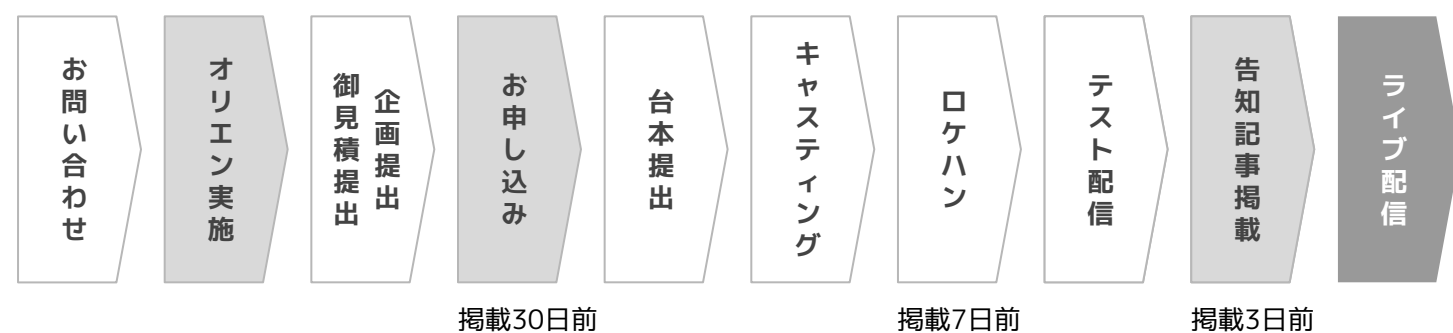 お問い合わせ
オリエン実施
企画提出
御見積提出
お申し込み
台本提出
キャスティング
ロケハン
テスト配信
告知記事掲載
ライブ配信
掲載30日前
掲載7日前
掲載3日前